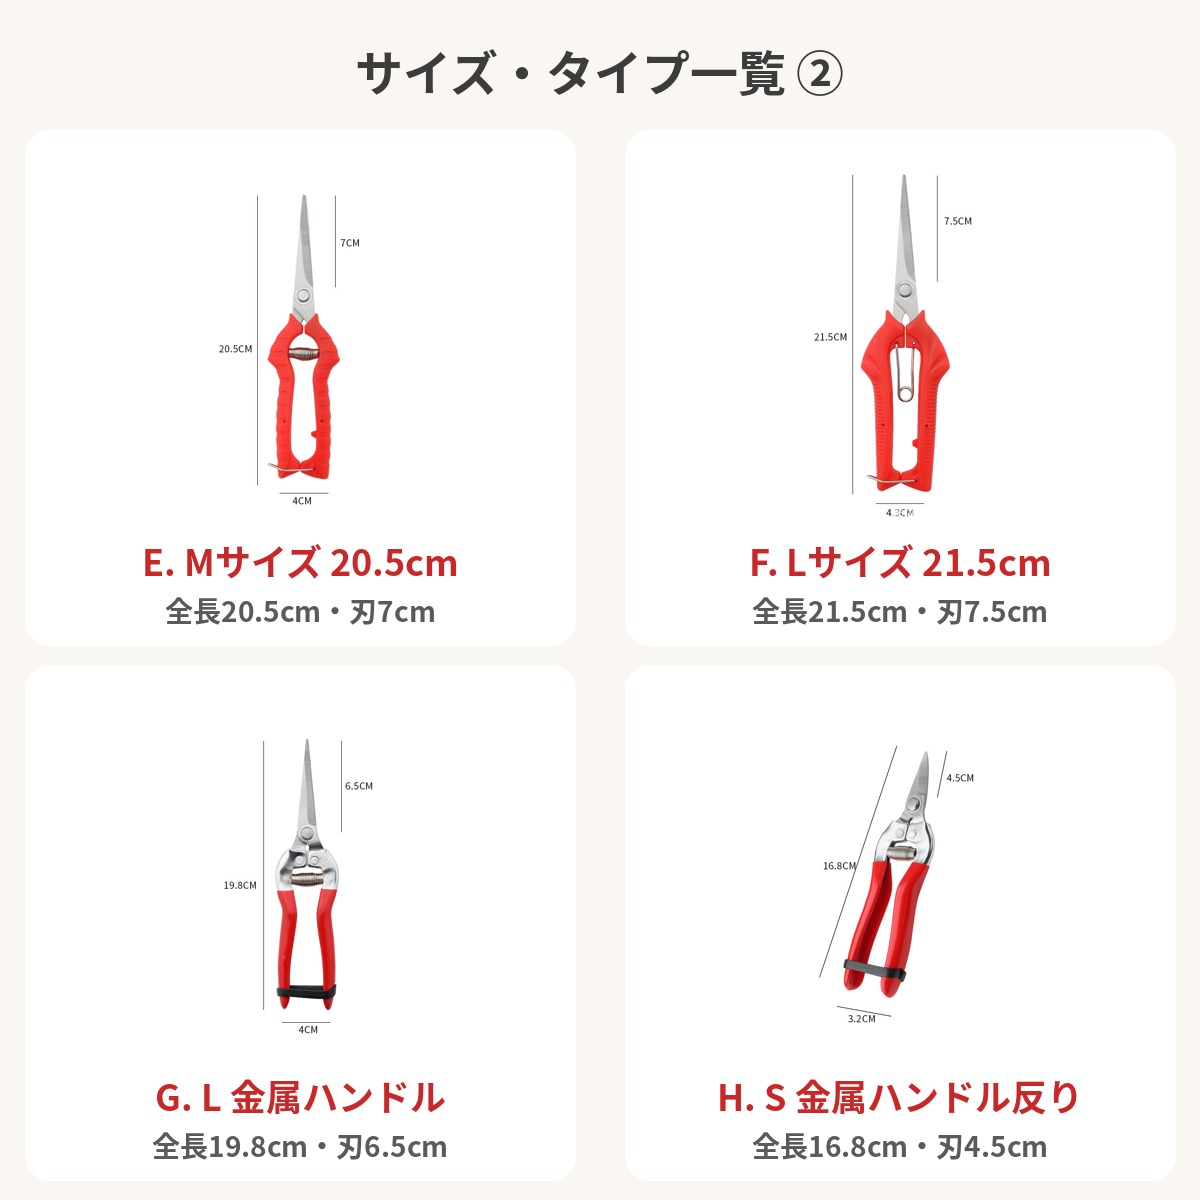 サイズ・タイプ一覧 ②
7CM
20.5CM
4CM
E. Mサイズ 20.5cm
全長20.5cm・刃7cm
7.5CM
21.5CM
4.3CM
F. Lサイズ 21.5cm
全長21.5cm・刃7.5cm
6.5CM
19.8CM
4CM
G. L 金属ハンドル
全長19.8cm・刃6.5cm
4.5CM
16.8CM
3.2CM
H. S 金属ハンドル反り
全長16.8cm・刃4.5cm